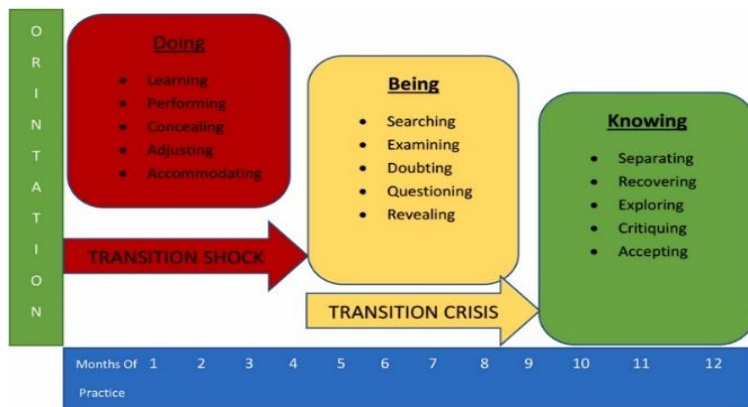 O
R
I
N
T
A
T
I
O
N
Doing
• Learning
• Performing
• Concealing
• Adjusting
• Accommodating
TRANSITION SHOCK
Being
• Searching
• Examining
• Doubting
• Questioning
• Revealing
TRANSITION CRISIS
Knowing
• Separating
• Recovering
• Exploring
• Critiquing
• Accepting
Months Of 1 2 3 4 5 6 7 8 9 10 11 12
Practice